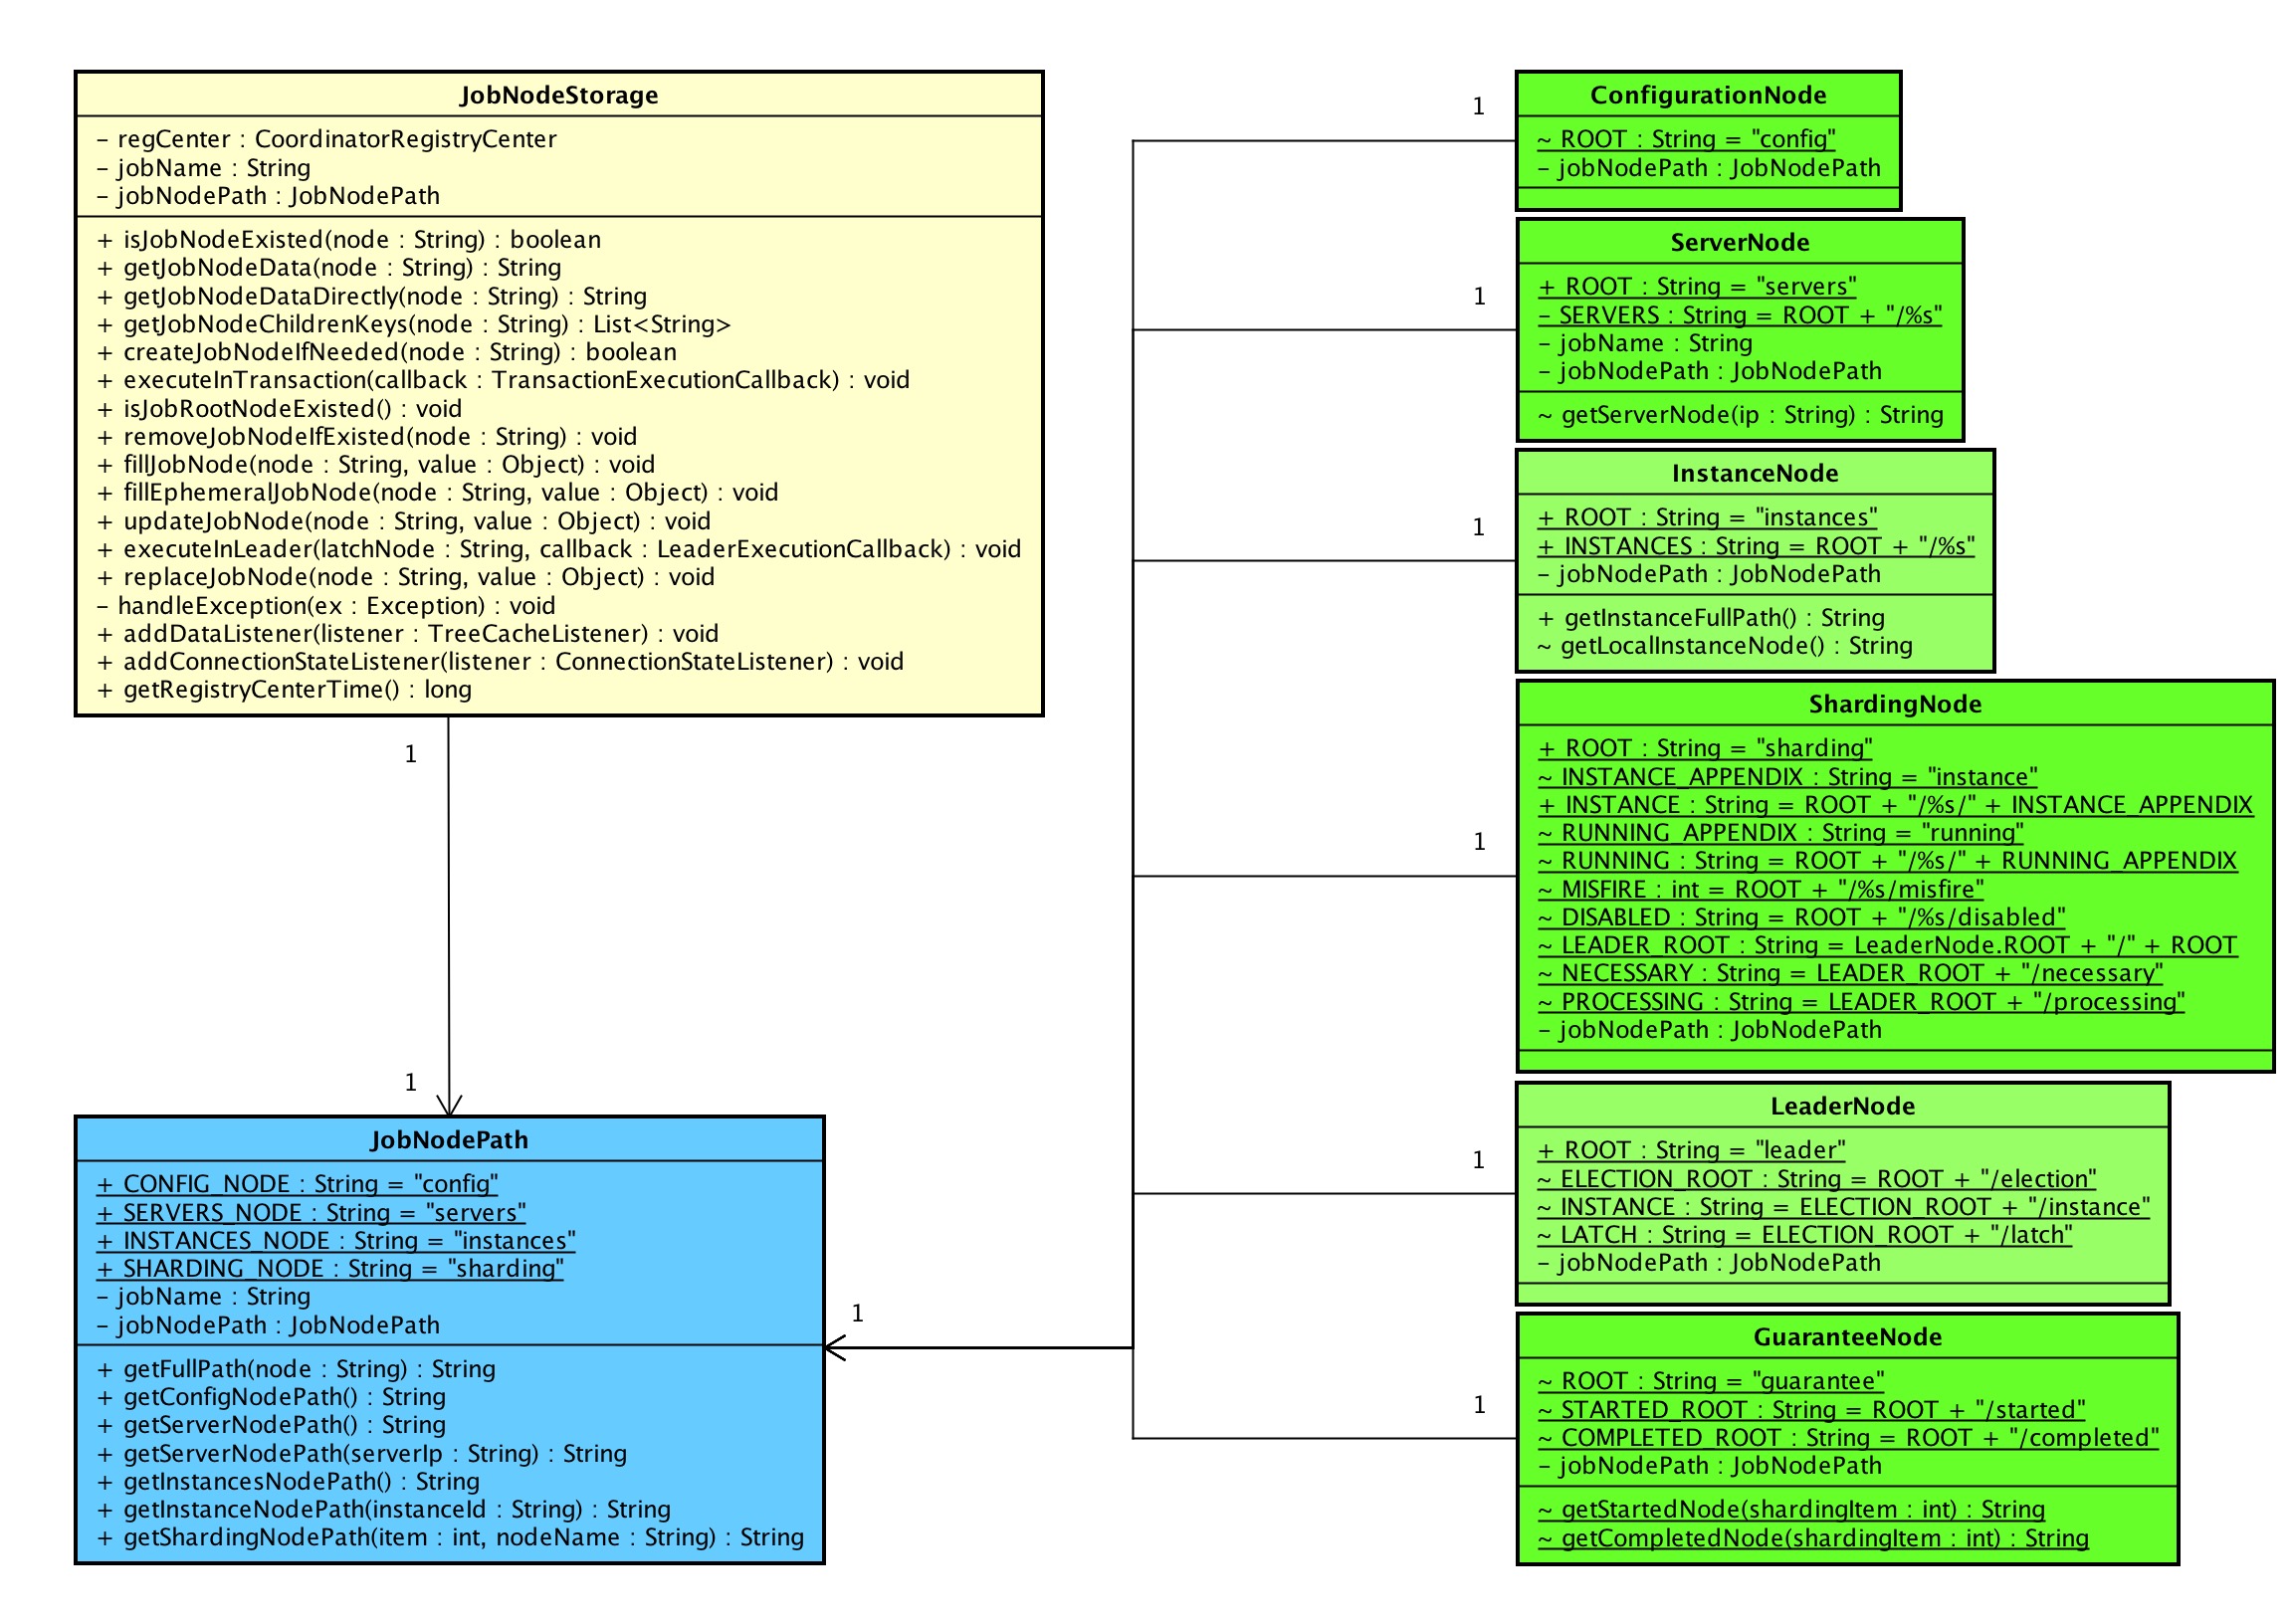 JobNodeStorage
– regCenter : CoordinatorRegistryCenter
– jobName : String
– jobNodePath : JobNodePath
+ isJobNodeExisted(node : String) : boolean
+ getJobNodeData(node : String) : String
+ getJobNodeDataDirectly(node : String) : String
+ getJobNodeChildrenKeys(node : String) : List<String>
+ createJobNodeIfNeeded(node : String) : boolean
+ executeInTransaction(callback : TransactionExecutionCallback) : void
+ isJobRootNodeExisted() : void
+ removeJobNodeIfExisted(node : String) : void
+ fillJobNode(node : String, value : Object) : void
+ fillEphemeralJobNode(node : String, value : Object) : void
+ updateJobNode(node : String, value : Object) : void
+ executeInLeader(latchNode : String, callback : LeaderExecutionCallback) : void
+ replaceJobNode(node : String, value : Object) : void
– handleException(ex : Exception) : void
+ addDataListener(listener : TreeCacheListener) : void
+ addConnectionStateListener(listener : ConnectionStateListener) : void
+ getRegistryCenterTime() : long
1
1
JobNodePath
+ CONFIG_NODE : String = "config"
+ SERVERS_NODE : String = "servers"
+ INSTANCES_NODE : String = "instances"
+ SHARDING_NODE : String = "sharding"
– jobName : String
– jobNodePath : JobNodePath
+ getFullPath(node : String) : String
+ getConfigNodePath() : String
+ getServerNodePath() : String
+ getServerNodePath(serverIp : String) : String
+ getInstancesNodePath() : String
+ getInstanceNodePath(instanceId : String) : String
+ getShardingNodePath(item : int, nodeName : String) : String
1
1
ConfigurationNode
~ ROOT : String = "config"
– jobNodePath : JobNodePath
1
ServerNode
+ ROOT : String = "servers"
– SERVERS : String = ROOT + "/%s"
– jobName : String
– jobNodePath : JobNodePath
~ getServerNode(ip : String) : String
1
InstanceNode
+ ROOT : String = "instances"
+ INSTANCES : String = ROOT + "/%s"
– jobNodePath : JobNodePath
+ getInstanceFullPath() : String
~ getLocalInstanceNode() : String
1
ShardingNode
+ ROOT : String = "sharding"
~ INSTANCE_APPENDIX : String = "instance"
+ INSTANCE : String = ROOT + "/%s/" + INSTANCE_APPENDIX
~ RUNNING_APPENDIX : String = "running"
~ RUNNING : String = ROOT + "/%s/" + RUNNING_APPENDIX
~ MISFIRE : int = ROOT + "/%s/misfire"
~ DISABLED : String = ROOT + "/%s/disabled"
~ LEADER_ROOT : String = LeaderNode.ROOT + "/" + ROOT
~ NECESSARY : String = LEADER_ROOT + "/necessary"
~ PROCESSING : String = LEADER_ROOT + "/processing"
– jobNodePath : JobNodePath
1
LeaderNode
+ ROOT : String = "leader"
~ ELECTION_ROOT : String = ROOT + "/election"
~ INSTANCE : String = ELECTION_ROOT + "/instance"
~ LATCH : String = ELECTION_ROOT + "/latch"
– jobNodePath : JobNodePath
1
GuaranteeNode
~ ROOT : String = "guarantee"
~ STARTED_ROOT : String = ROOT + "/started"
~ COMPLETED_ROOT : String = ROOT + "/completed"
– jobNodePath : JobNodePath
~ getStartedNode(shardingItem : int) : String
~ getCompletedNode(shardingItem : int) : String